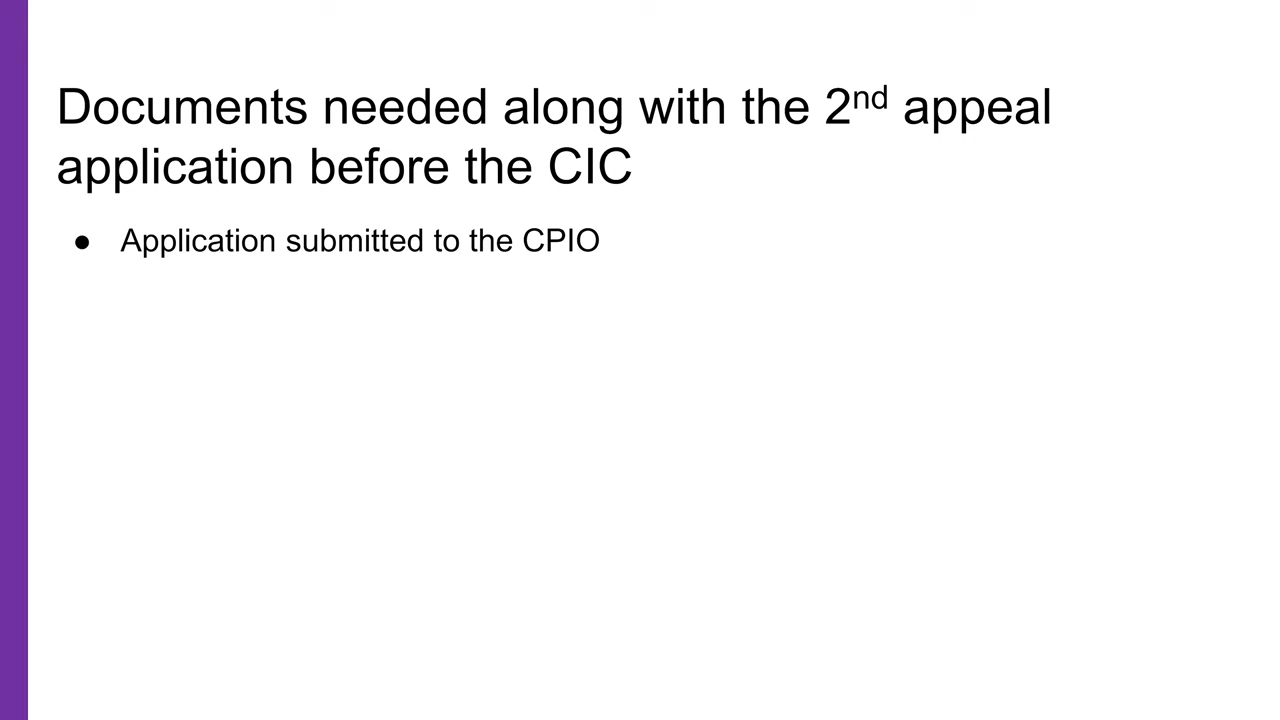 Documents needed along with the 2nd appeal
application before the CIC
● Application submitted to the CPIO